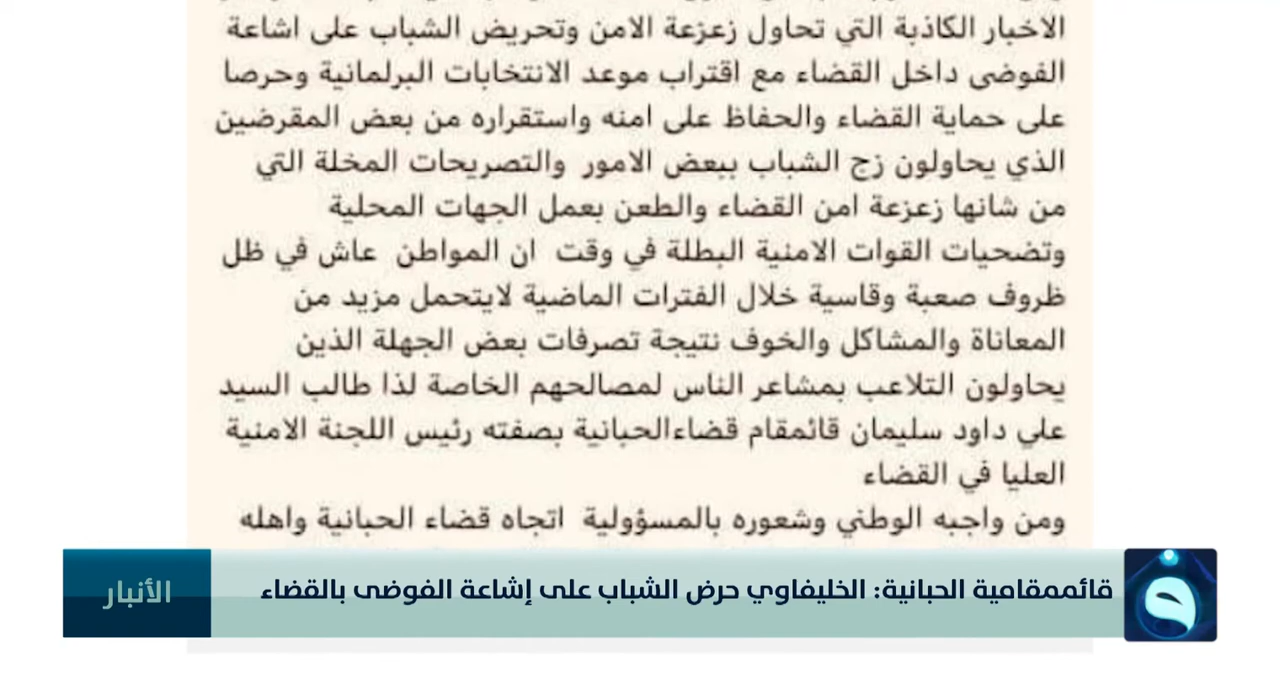 الاخبار الكاذبة التي تحاول زعزعة الامن وتحريض الشباب على اشاعة
الفوضى داخل القضاء مع اقتراب موعد الانتخابات البرلمانية وحرصا
على حماية القضاء والحفاظ على امنه واستقراره من بعض المقرضين
الذي يحاولون زج الشباب ببعض الامور والتصريحات المخلة التي
من شانها زعزعة امن القضاء والطعن بعمل الجهات المحلية
وتضحيات القوات الامنية البطلة في وقت ان المواطن عاش في ظل
ظروف صعبة وقاسية خلال الفترات الماضية لايتحمل مزيد من
المعاناة والمشاكل والخوف نتيجة تصرفات بعض الجهلة الذين
يحاولون التلاعب بمشاعر الناس لمصالحهم الخاصة لذا طالب السيد
علي داود سليمان قائمقام قضاءالحبانية بصفته رئيس اللجنة الامنية
العليا في القضاء
ومن واجبه الوطني وشعوره بالمسؤولية اتجاه قضاء الحبانية واهله
قائممقامية الحبانية: الخليفاوي حرض الشباب على إشاعة الفوضى بالقضاء
الأنبار